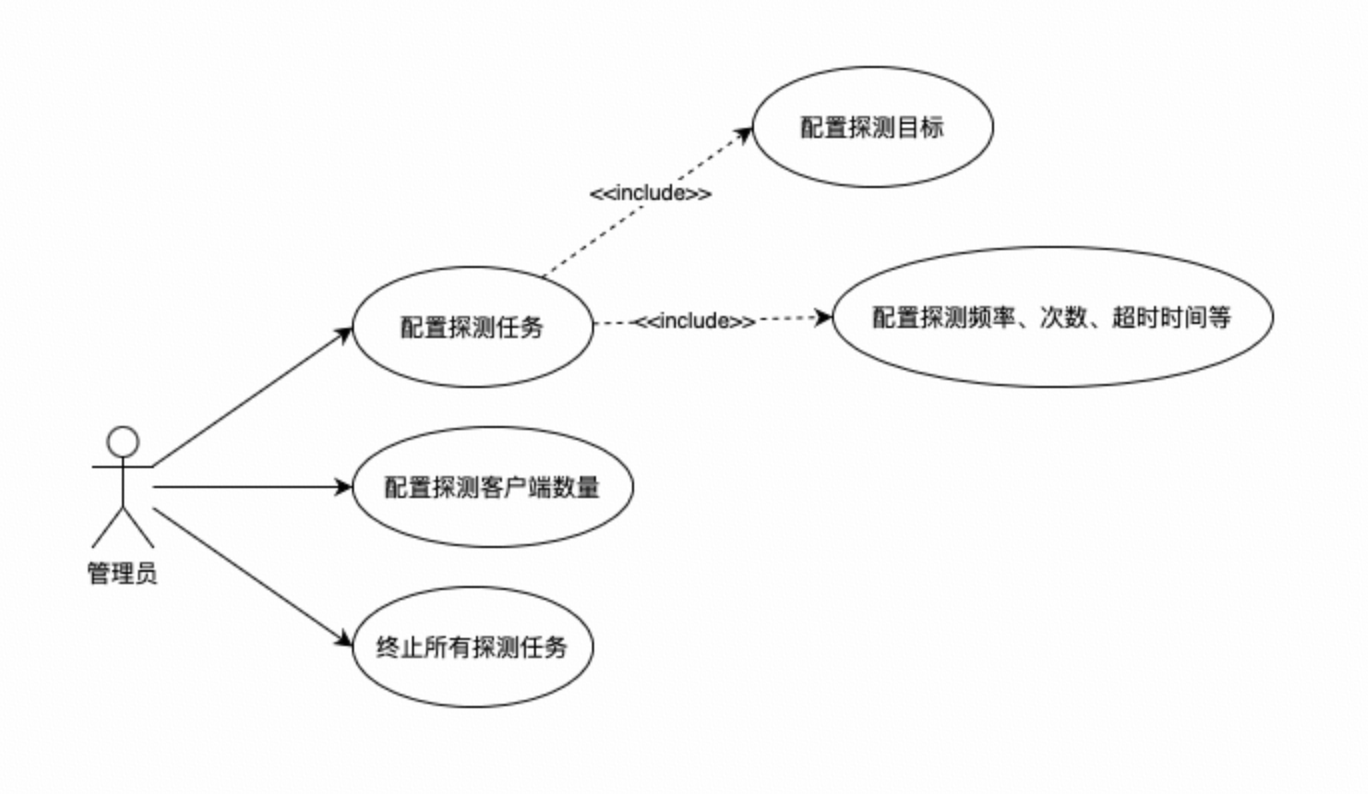 配置探测目标
<<include>>
配置探测任务
<<include>>
配置探测频率、次数、超时时间等
配置探测客户端数量
管理员
终止所有探测任务